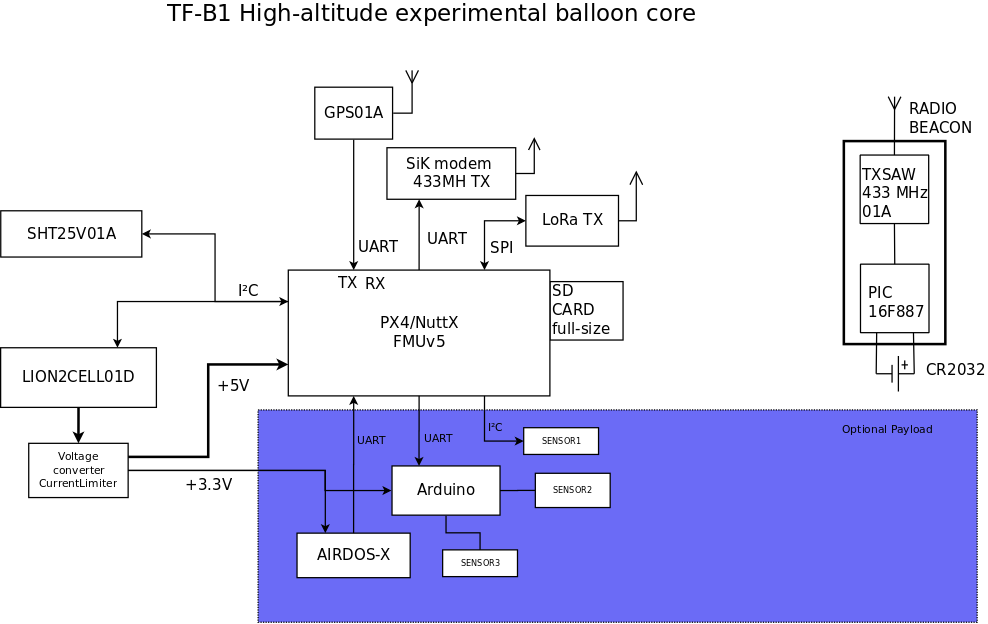 TF-B1 High-altitude experimental balloon core
GPS01A
RADIO
BEACON
SiK modem
433MH TX
TXSAW
433 MHz
01A
LoRa TX
SHT25V01A
UART
UART
SPI
I²C
TX RX
SD
CARD
full-size
PX4/NuttX
FMUv5
PIC
16F887
LION2CELL01D
+5V
+
CR2032
Voltage
converter
CurrentLimiter
+3.3V
Optional Payload
I²C
UART
UART
SENSOR1
Arduino
SENSOR2
AIRDOS-X
SENSOR3